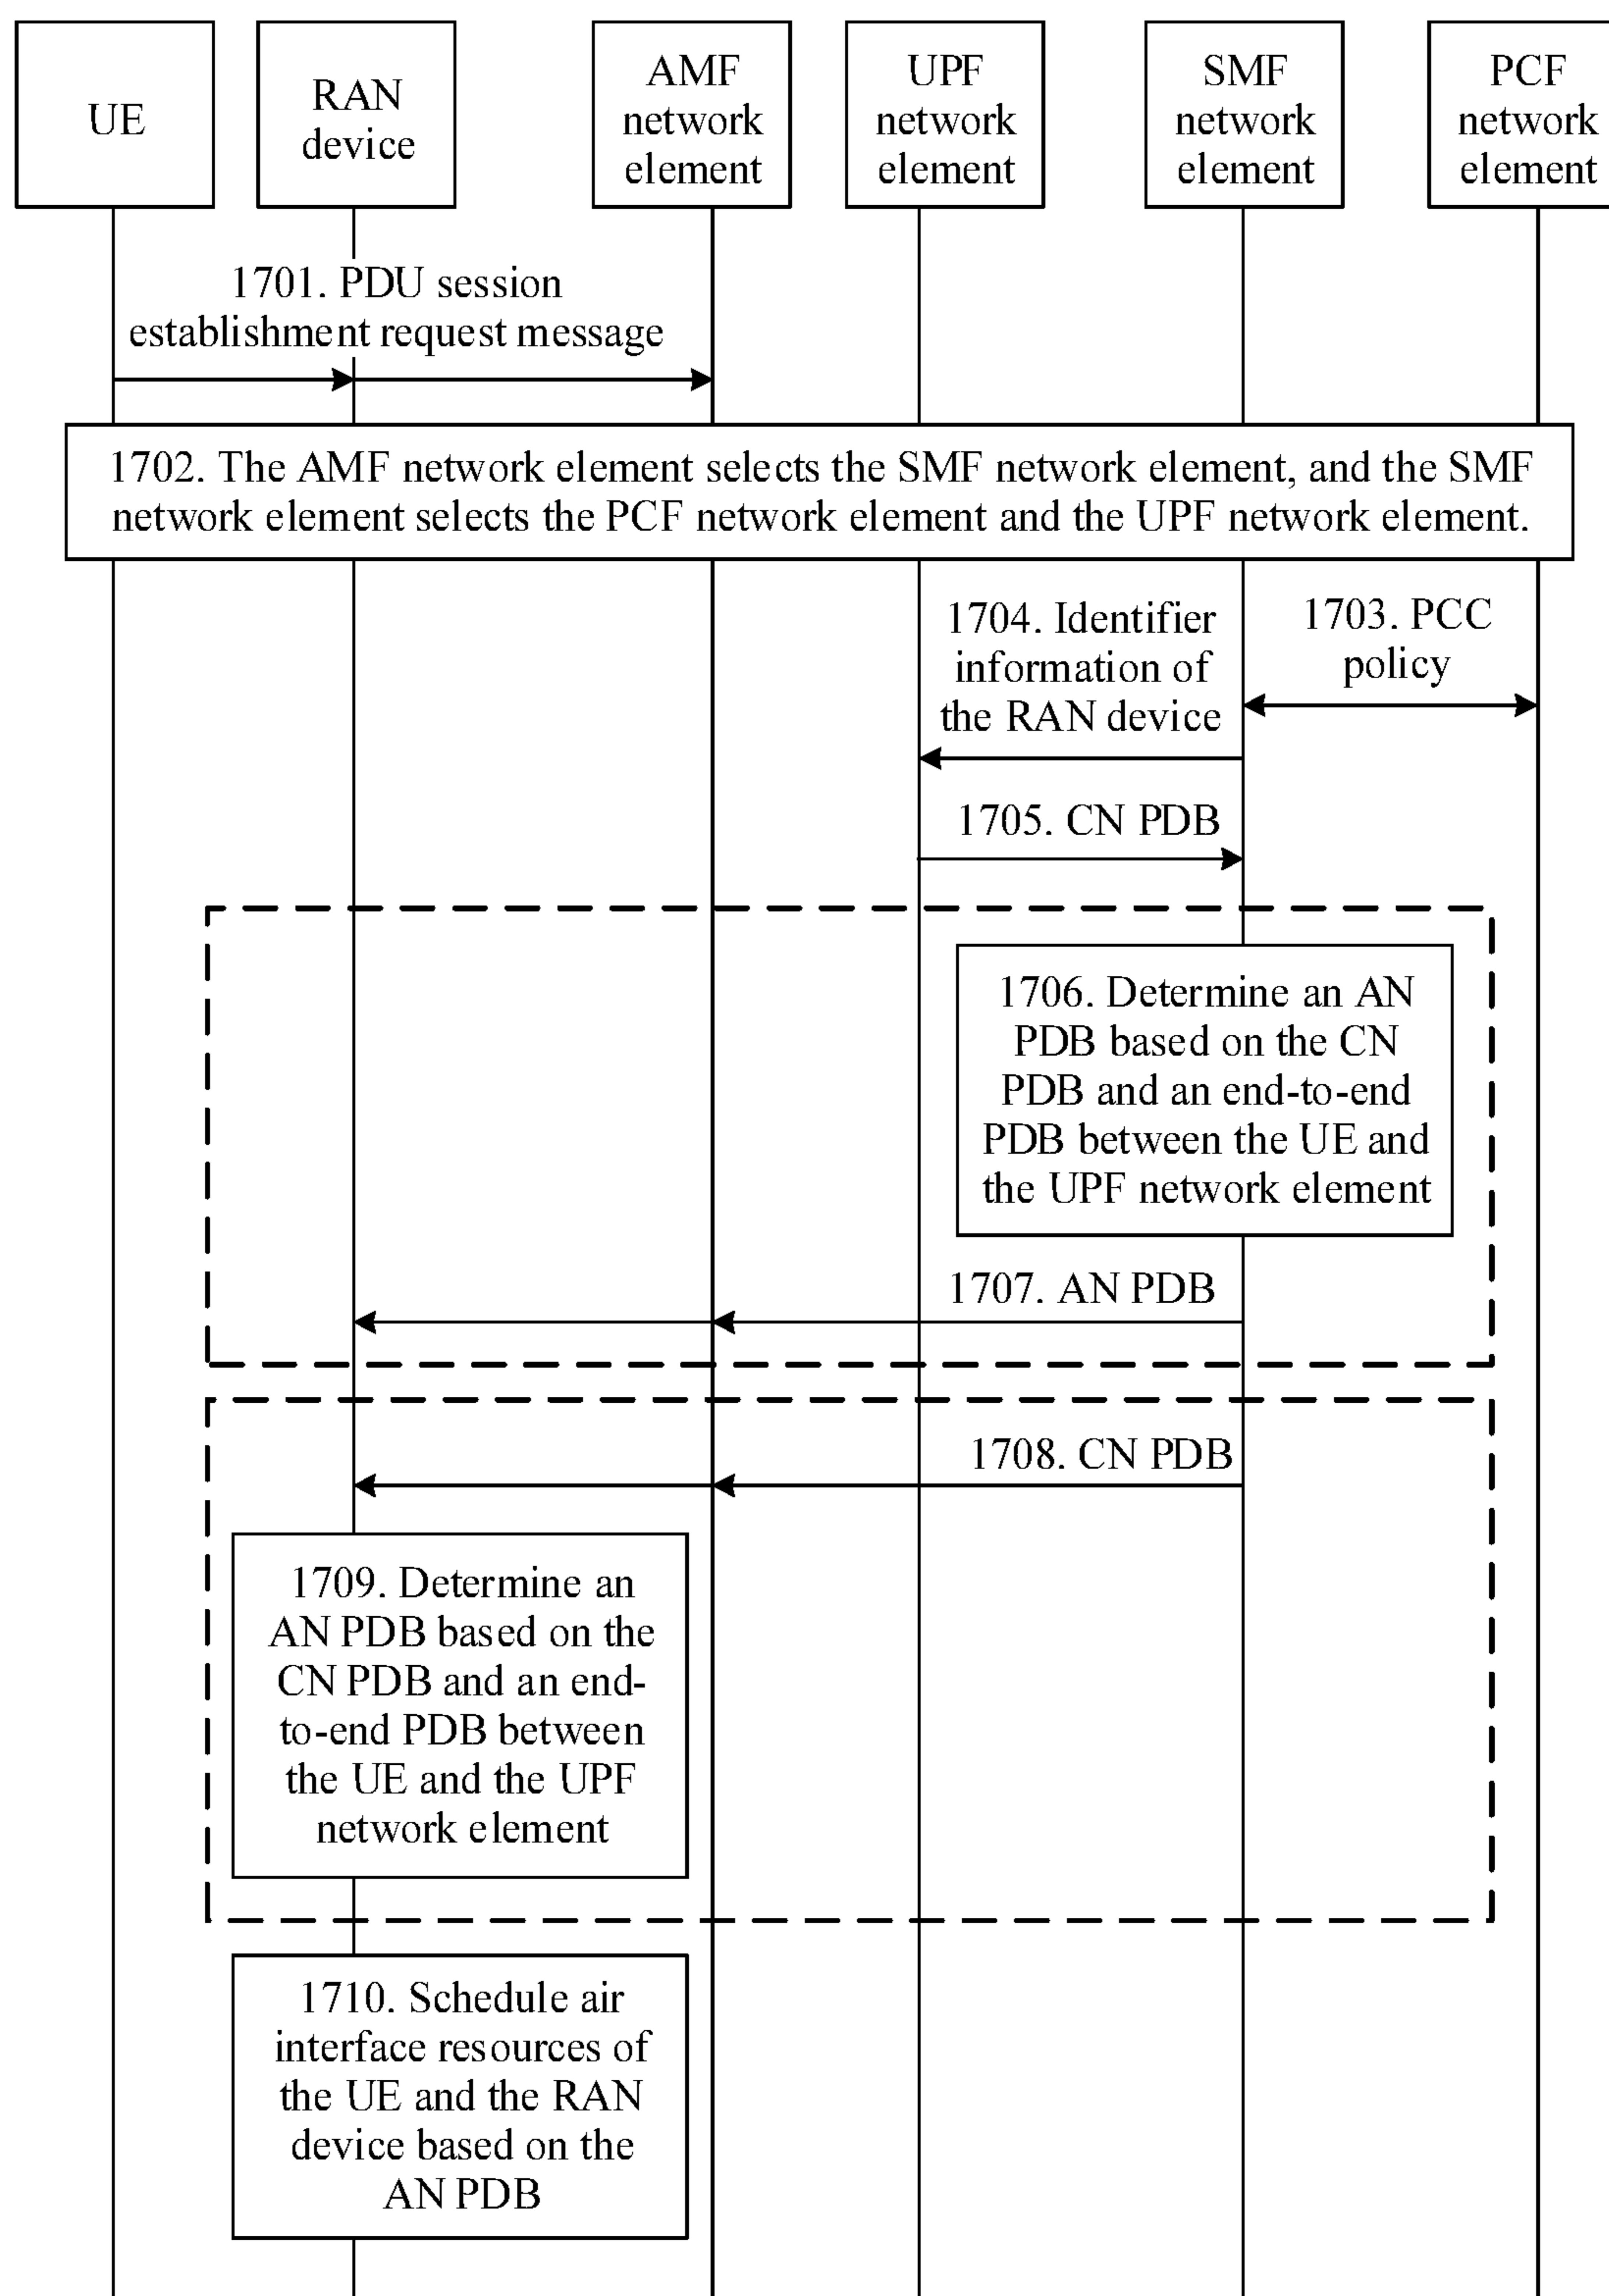 UE
RAN
device
AMF
network
element
UPF
network
element
SMF
network
element
PCF
network
element
1701. PDU session
establishment request message
1702. The AMF network element selects the SMF network element, and the SMF
network element selects the PCF network element and the UPF network element.
1703. PCC
policy
1704. Identifier
information of
the RAN device
1705. CN PDB
1706. Determine an AN
PDB based on the CN
PDB and an end-to-end
PDB between the UE and
the UPF network element
1707. AN PDB
1708. CN PDB
1709. Determine an
AN PDB based on the
CN PDB and an end-
to-end PDB between
the UE and the UPF
network element
1710. Schedule air
interface resources of
the UE and the RAN
device based on the
AN PDB